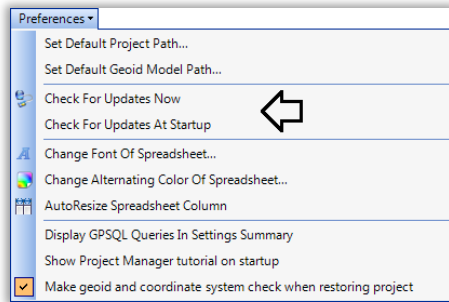 Preferences
Set Default Project Path...
Set Default Geoid Model Path...
Check For Updates Now
Check For Updates At Startup
Change Font Of Spreadsheet...
Change Alternating Color Of Spreadsheet...
AutoResize Spreadsheet Column
Display GPSQL Queries In Settings Summary
Show Project Manager tutorial on startup
Make geoid and coordinate system check when restoring project